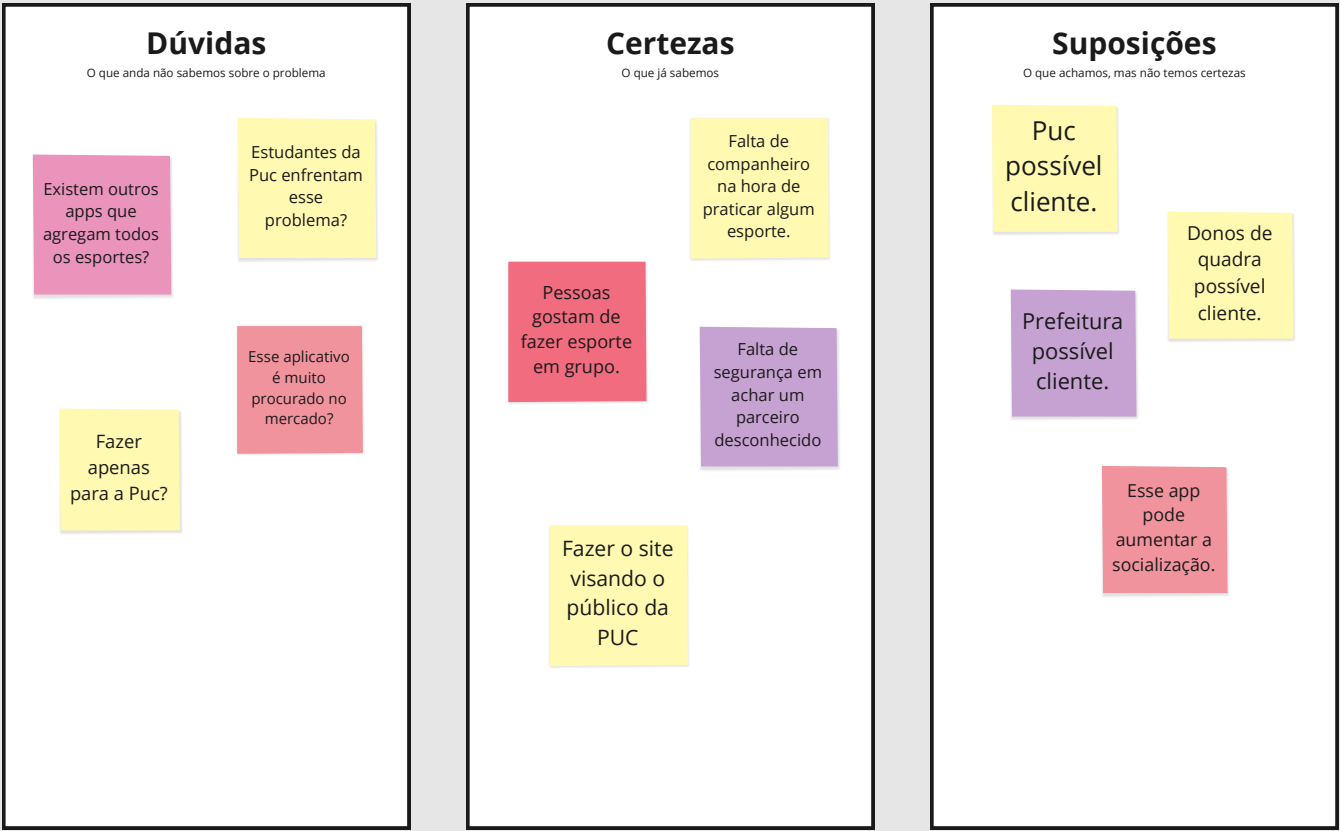 Dúvidas
O que anda não sabemos sobre o problema
Existem outros
apps que
agregam todos
os esportes?
Estudantes da
Puc enfrentam
esse
problema?
Esse aplicativo
é muito
procurado no
mercado?
Fazer
apenas
para a Puc?
Certezas
O que já sabemos
Falta de
companheiro
na hora de
praticar algum
esporte.
Pessoas
gostam de
fazer esporte
em grupo.
Falta de
segurança em
achar um
parceiro
desconhecido
Fazer o site
visando o
público da
PUC
Suposições
O que achamos, mas não temos certezas
Puc
possível
cliente.
Donos de
quadra
possível
cliente.
Prefeitura
possível
cliente.
Esse app
pode
aumentar a
socialização.